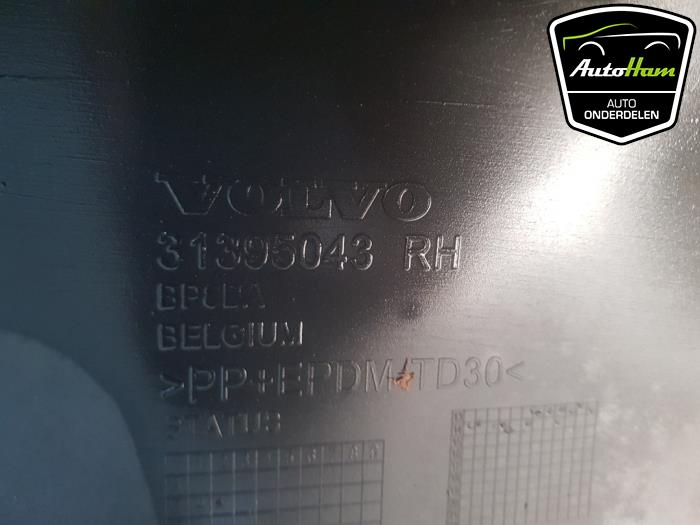 AutoHam
AUTO
ONDERDELEN
VOLVO
31395043 RH
BELGIUM
>PP+EPDM-TD30<
STATUS